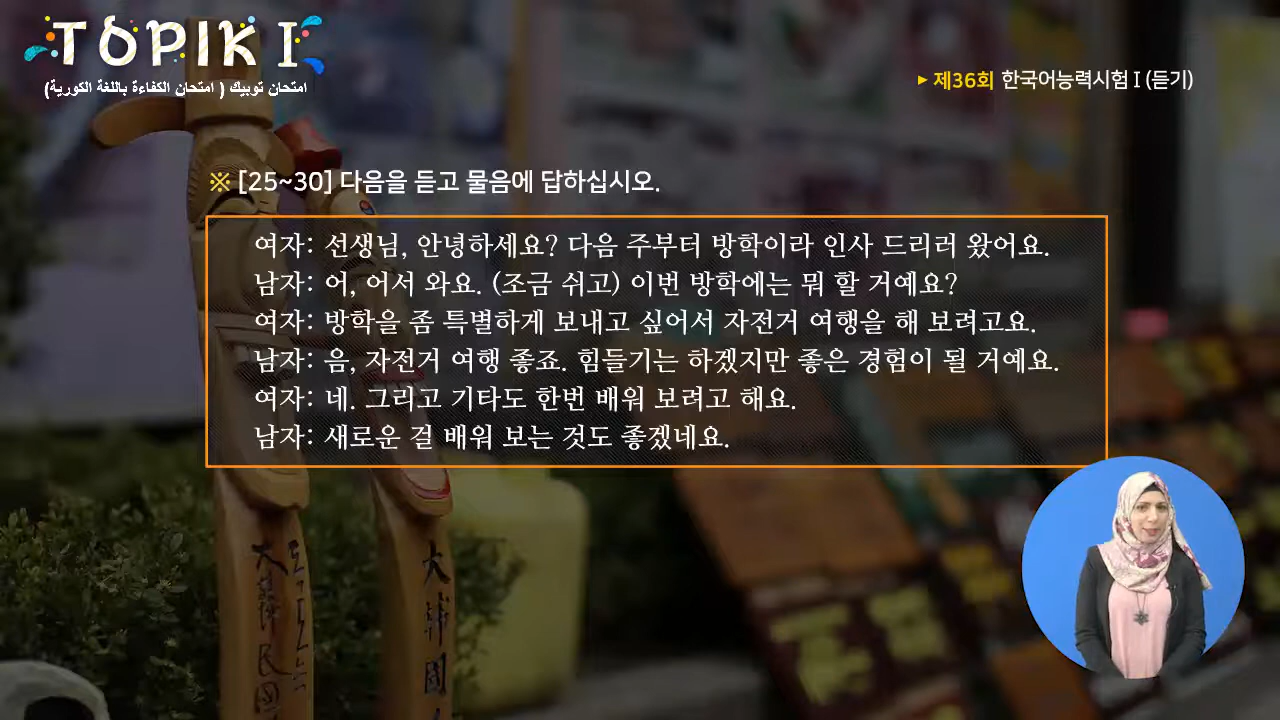 TOPIK I
امتحان توبيك ( امتحان الكفاءة باللغة الكورية)
▸ 제36회 한국어능력시험 I (듣기)
※ [25~30] 다음을 듣고 물음에 답하십시오.
여자: 선생님, 안녕하세요? 다음 주부터 방학이라 인사 드리러 왔어요.
남자: 어, 어서 와요. (조금 쉬고) 이번 방학에는 뭐 할 거예요?
여자: 방학을 좀 특별하게 보내고 싶어서 자전거 여행을 해 보려고요.
남자: 음, 자전거 여행 좋죠. 힘들기는 하겠지만 좋은 경험이 될 거예요.
여자: 네. 그리고 기타도 한번 배워 보려고 해요.
남자: 새로운 걸 배워 보는 것도 좋겠네요.
大韓民国
大韓國